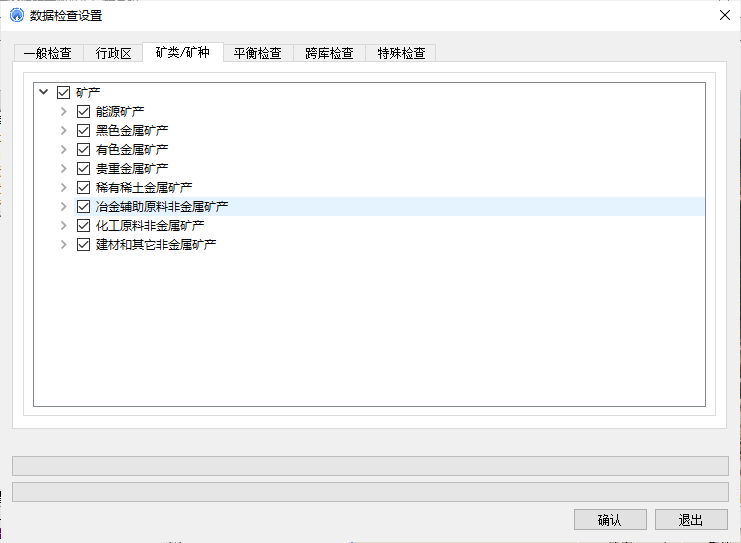 数据检查设置
一般检查 行政区 矿类/矿种 平衡检查 跨库检查 特殊检查
矿产
能源矿产
黑色金属矿产
有色金属矿产
贵重金属矿产
稀有稀土金属矿产
冶金辅助原料非金属矿产
化工原料非金属矿产
建材和其它非金属矿产
确认 退出